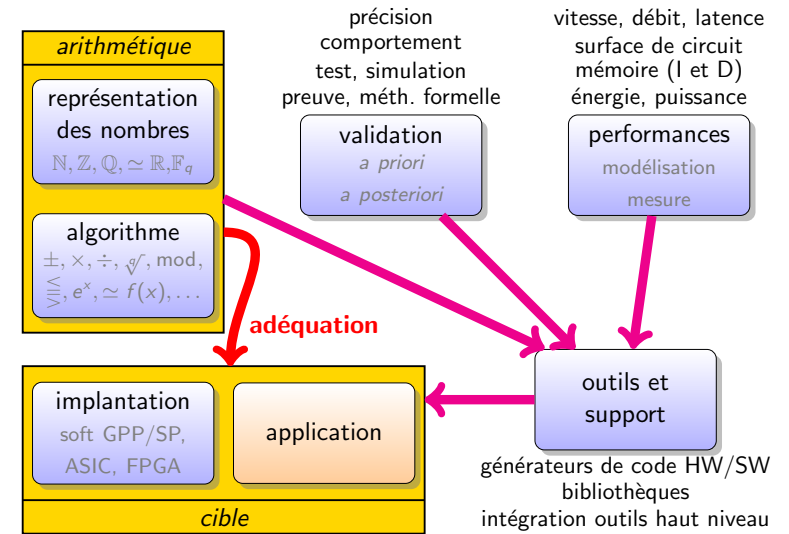 arithmétique
représentation
des nombres
ℕ, ℤ, ℚ, ≃ ℝ,𝔽q
algorithme
±, ×, ÷, ᵠ√, mod,
≤=>, eˣ, ≃ f(x), . . .
précision
comportement
test, simulation
preuve, méth. formelle
validation
a priori
a posteriori
vitesse, débit, latence
surface de circuit
mémoire (I et D)
énergie, puissance
performances
modélisation
mesure
adéquation
implantation
soft GPP/SP,
ASIC, FPGA
application
cible
outils et
support
générateurs de code HW/SW
bibliothèques
intégration outils haut niveau